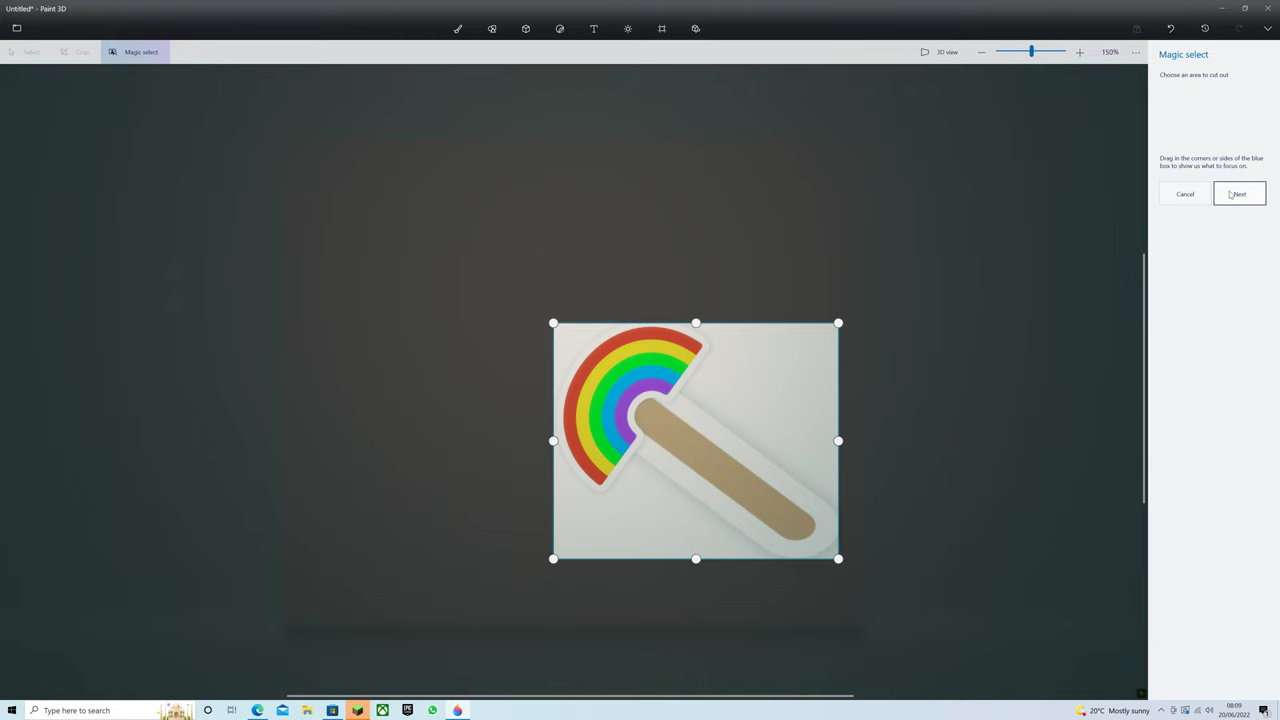 Untitled* - Paint 3D
Select
Crop
Magic select
3D view
150%
Magic select
Choose an area to cut out
Drag in the corners or sides of the blue
box to show us what to focus on.
Cancel
Next
Type here to search
20°C Mostly sunny
08:09
20/06/2022